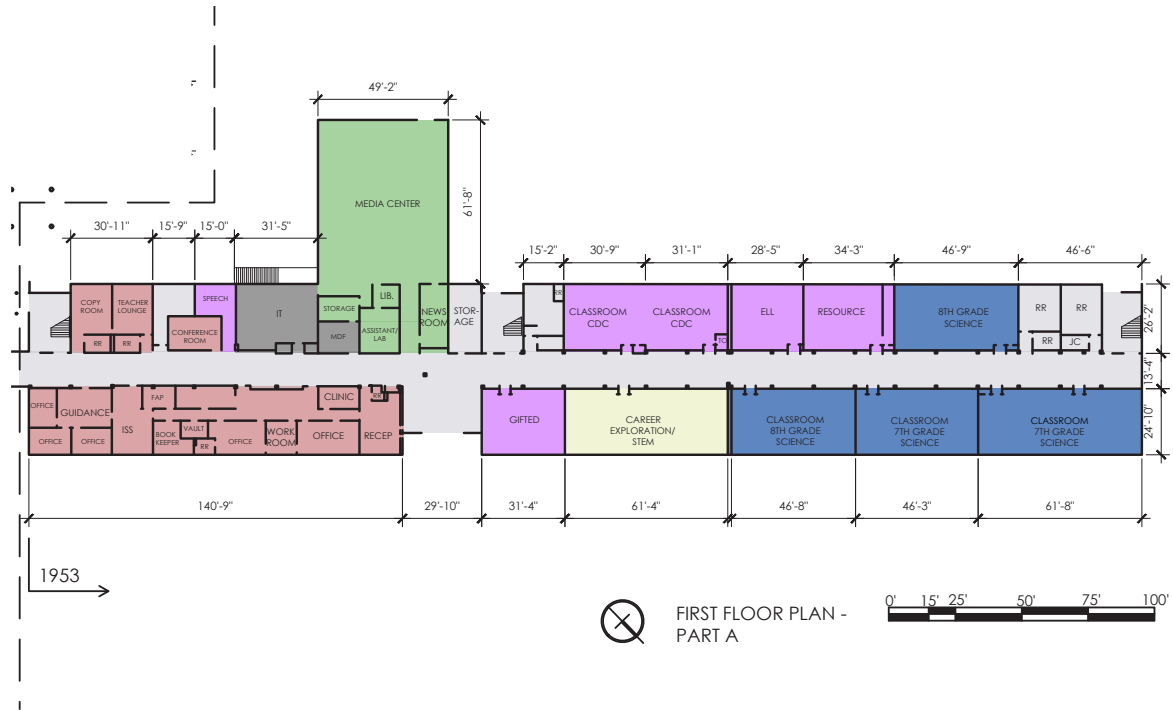 49'-2"
61'-8"
30'-11"
15'-9"
15'-0"
31'-5"
15'-2"
30'-9"
31'-1"
28'-5"
34'-3"
46'-9"
46'-6"
MEDIA CENTER
COPY
ROOM
TEACHER
LOUNGE
SPEECH
CONFERENCE
ROOM
RR
RR
IT
STORAGE
LIB.
MDF
ASSISTANT/
LAB
NEWS
ROOM
STOR-
AGE
RR
CLASSROOM
CDC
CLASSROOM
CDC
TO
ELL
RESOURCE
8TH GRADE
SCIENCE
RR
RR
RR
JC
26'-2"
13'-4"
24'-10"
OFFICE
GUIDANCE
OFFICE
OFFICE
ISS
FAP
BOOK
KEEPER
VAULT
RR
OFFICE
WORK
ROOM
CLINIC
OFFICE
RR
RECEP
GIFTED
CAREER
EXPLORATION/
STEM
CLASSROOM
8TH GRADE
SCIENCE
CLASSROOM
7TH GRADE
SCIENCE
CLASSROOM
7TH GRADE
SCIENCE
140'-9"
29'-10"
31'-4"
61'-4"
46'-8"
46'-3"
61'-8"
1953
FIRST FLOOR PLAN -
PART A
0' 15' 25' 50' 75' 100'